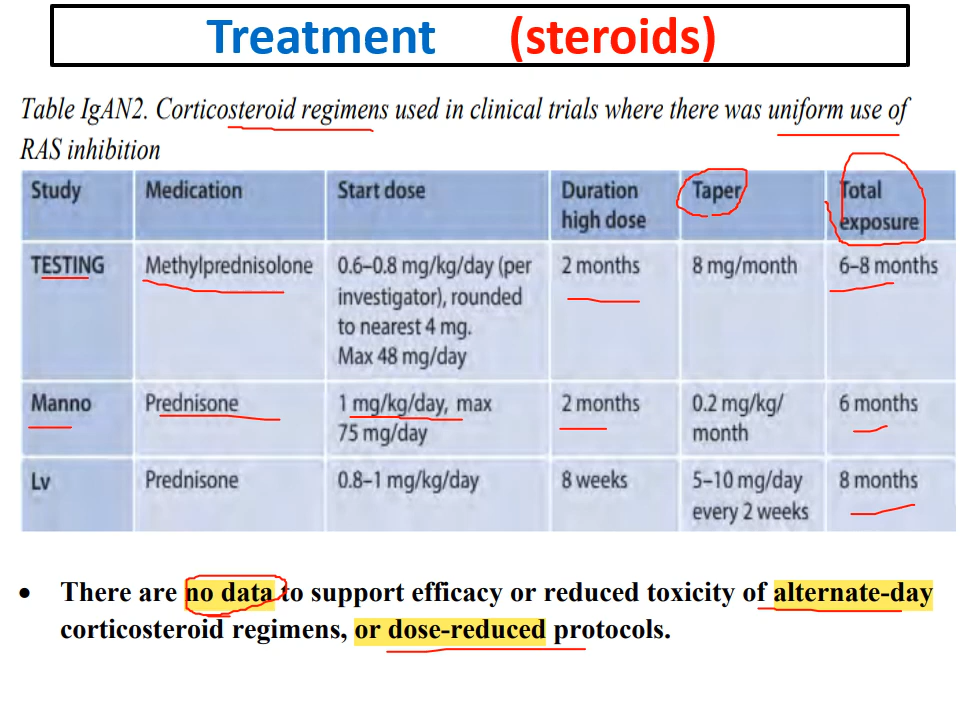 Treatment (steroids)
Table IgAN2. Corticosteroid regimens used in clinical trials where there was uniform use of
RAS inhibition
Study Medication Start dose Duration high dose Taper Total exposure
TESTING Methylprednisolone 0.6–0.8 mg/kg/day (per investigator), rounded to nearest 4 mg. Max 48 mg/day 2 months 8 mg/month 6–8 months
Manno Prednisone 1 mg/kg/day, max 75 mg/day 2 months 0.2 mg/kg/month 6 months
Lv Prednisone 0.8–1 mg/kg/day 8 weeks 5–10 mg/day every 2 weeks 8 months
• There are no data to support efficacy or reduced toxicity of alternate-day
corticosteroid regimens, or dose-reduced protocols.